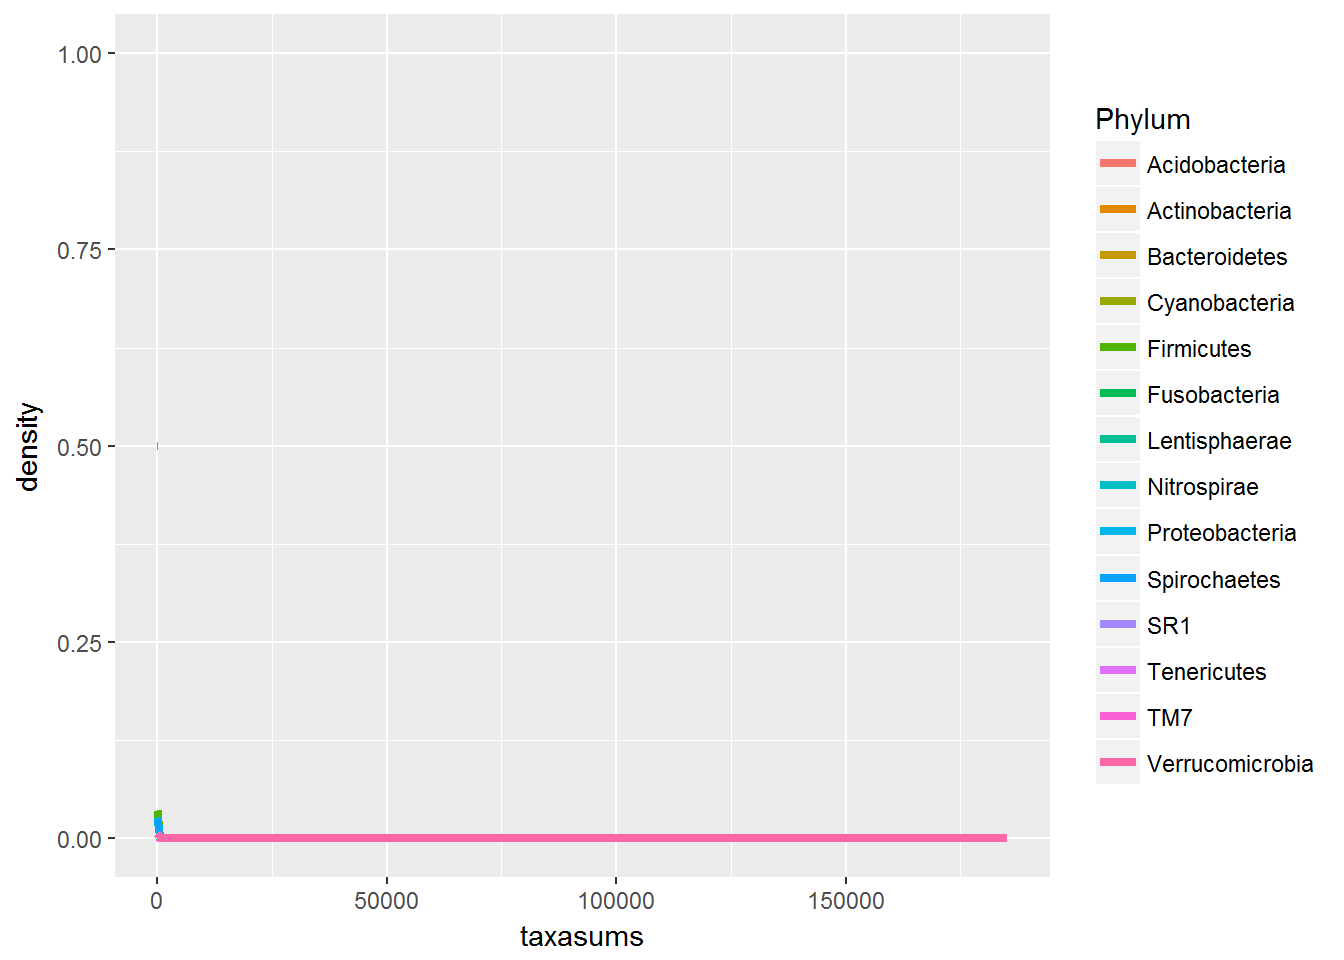 1.00
0.75
0.50
0.25
0.00
density
0
50000
100000
150000
taxasums
Phylum
Acidobacteria
Actinobacteria
Bacteroidetes
Cyanobacteria
Firmicutes
Fusobacteria
Lentisphaerae
Nitrospirae
Proteobacteria
Spirochaetes
SR1
Tenericutes
TM7
Verrucomicrobia